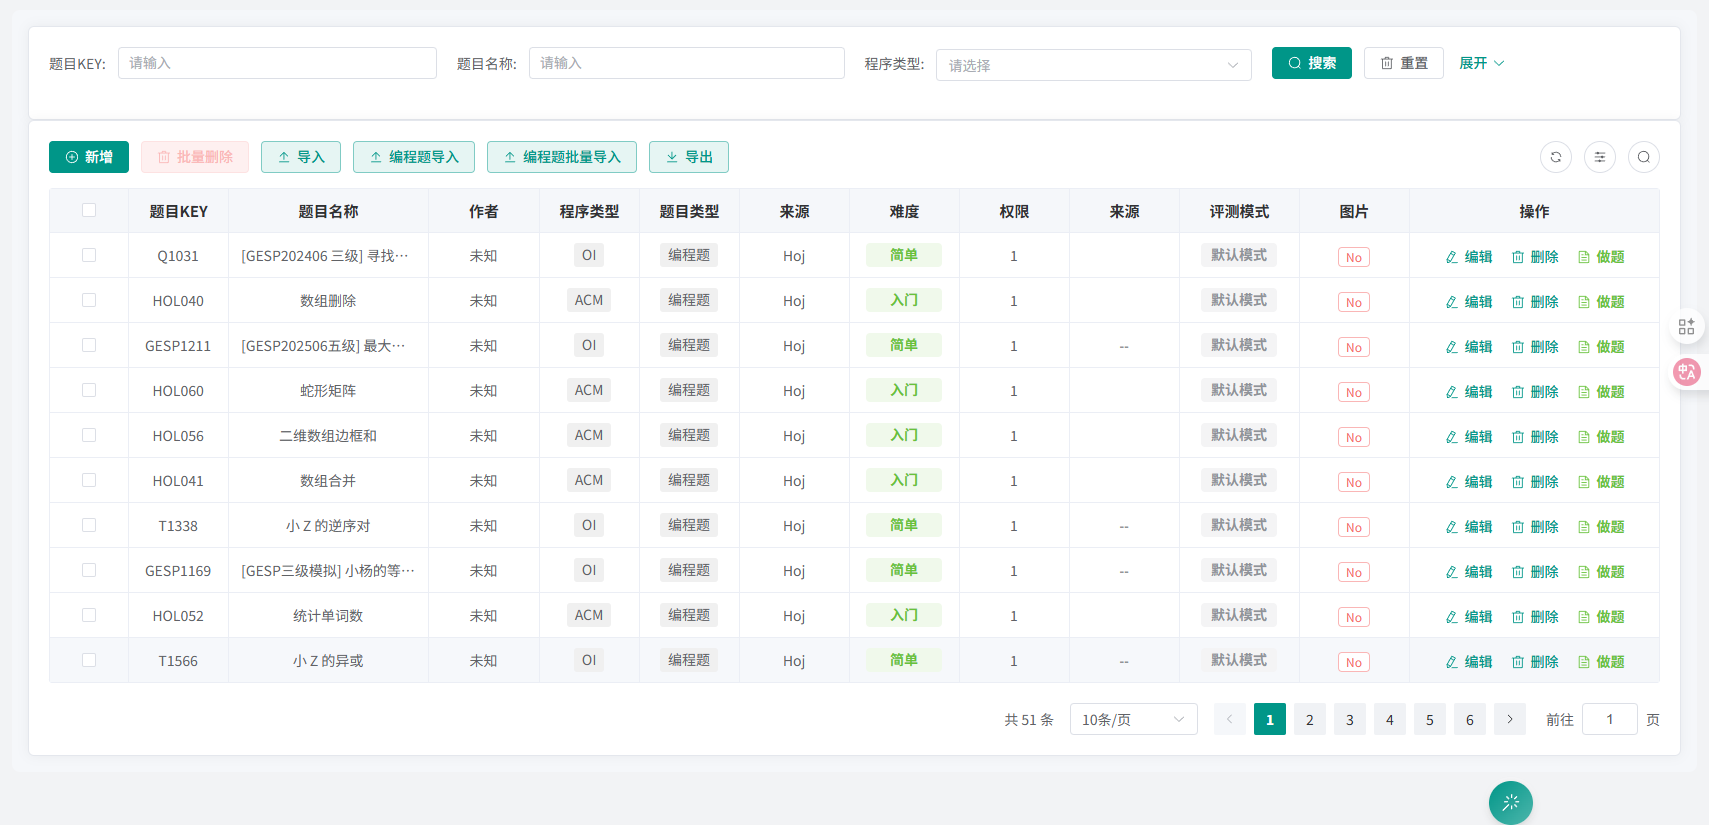 题目KEY: 请输入 题目名称: 请输入 程序类型: 请选择 搜索 重置 展开
新增 批量删除 导入 编程题导入 编程题批量导入 导出
题目KEY 题目名称 作者 程序类型 题目类型 来源 难度 权限 来源 评测模式 图片 操作
Q1031 [GESP202406 三级] 寻找… 未知 OI 编程题 Hoj 简单 1 默认模式 No 编辑 删除 做题
HOL040 数组删除 未知 ACM 编程题 Hoj 入门 1 默认模式 No 编辑 删除 做题
GESP1211 [GESP202506五级] 最大… 未知 OI 编程题 Hoj 简单 1 -- 默认模式 No 编辑 删除 做题
HOL060 蛇形矩阵 未知 ACM 编程题 Hoj 入门 1 默认模式 No 编辑 删除 做题
HOL056 二维数组边框和 未知 ACM 编程题 Hoj 入门 1 默认模式 No 编辑 删除 做题
HOL041 数组合并 未知 ACM 编程题 Hoj 入门 1 默认模式 No 编辑 删除 做题
T1338 小 Z 的逆序对 未知 OI 编程题 Hoj 简单 1 -- 默认模式 No 编辑 删除 做题
GESP1169 [GESP三级模拟] 小杨的等… 未知 OI 编程题 Hoj 简单 1 -- 默认模式 No 编辑 删除 做题
HOL052 统计单词数 未知 ACM 编程题 Hoj 入门 1 默认模式 No 编辑 删除 做题
T1566 小 Z 的异或 未知 OI 编程题 Hoj 简单 1 -- 默认模式 No 编辑 删除 做题
共 51 条 10条/页 1 2 3 4 5 6 前往 1 页